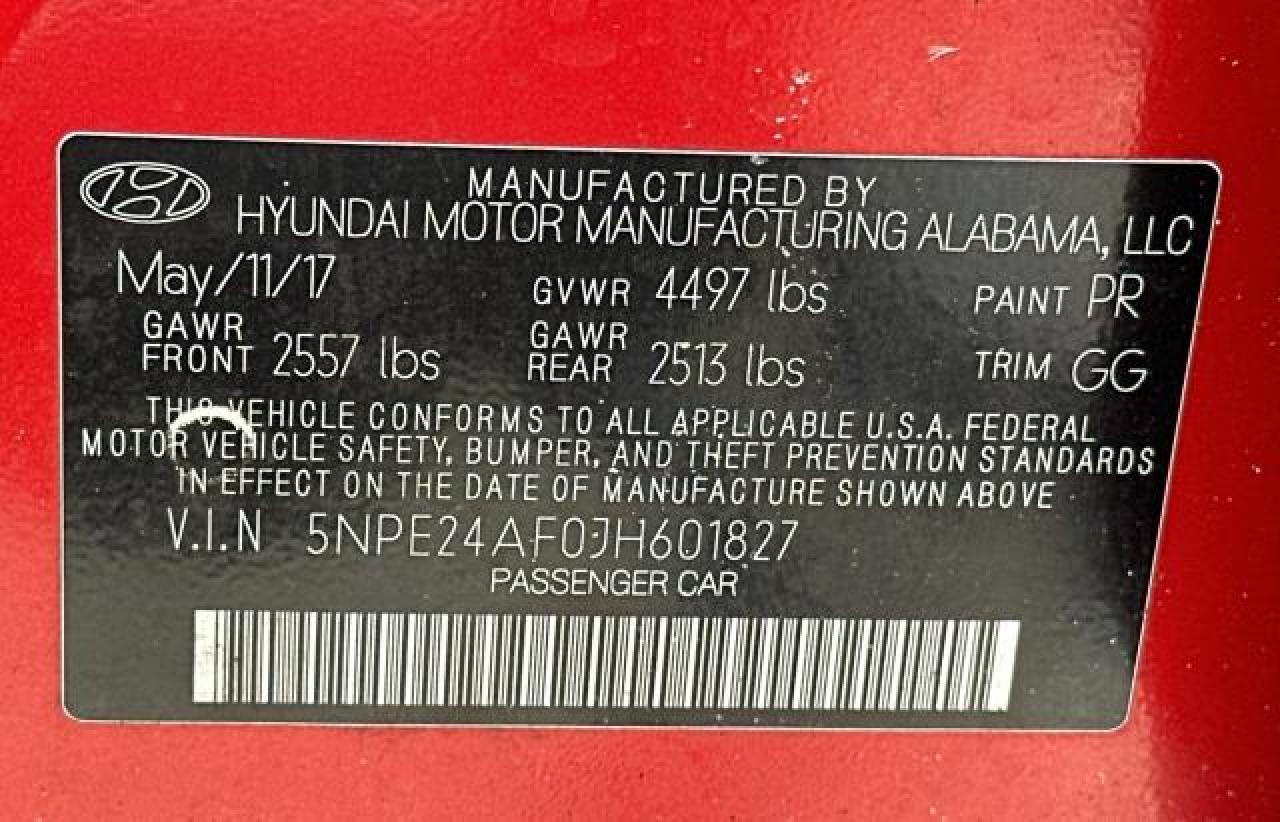 MANUFACTURED BY
HYUNDAI MOTOR MANUFACTURING ALABAMA, LLC
May/11/17 GVWR 4497 lbs PAINT PR
GAWR FRONT 2557 lbs GAWR REAR 2513 lbs TRIM GG
THIS VEHICLE CONFORMS TO ALL APPLICABLE U.S.A. FEDERAL
MOTOR VEHICLE SAFETY, BUMPER, AND THEFT PREVENTION STANDARDS
IN EFFECT ON THE DATE OF MANUFACTURE SHOWN ABOVE
V.I.N 5NPE24AF0JH601827
PASSENGER CAR